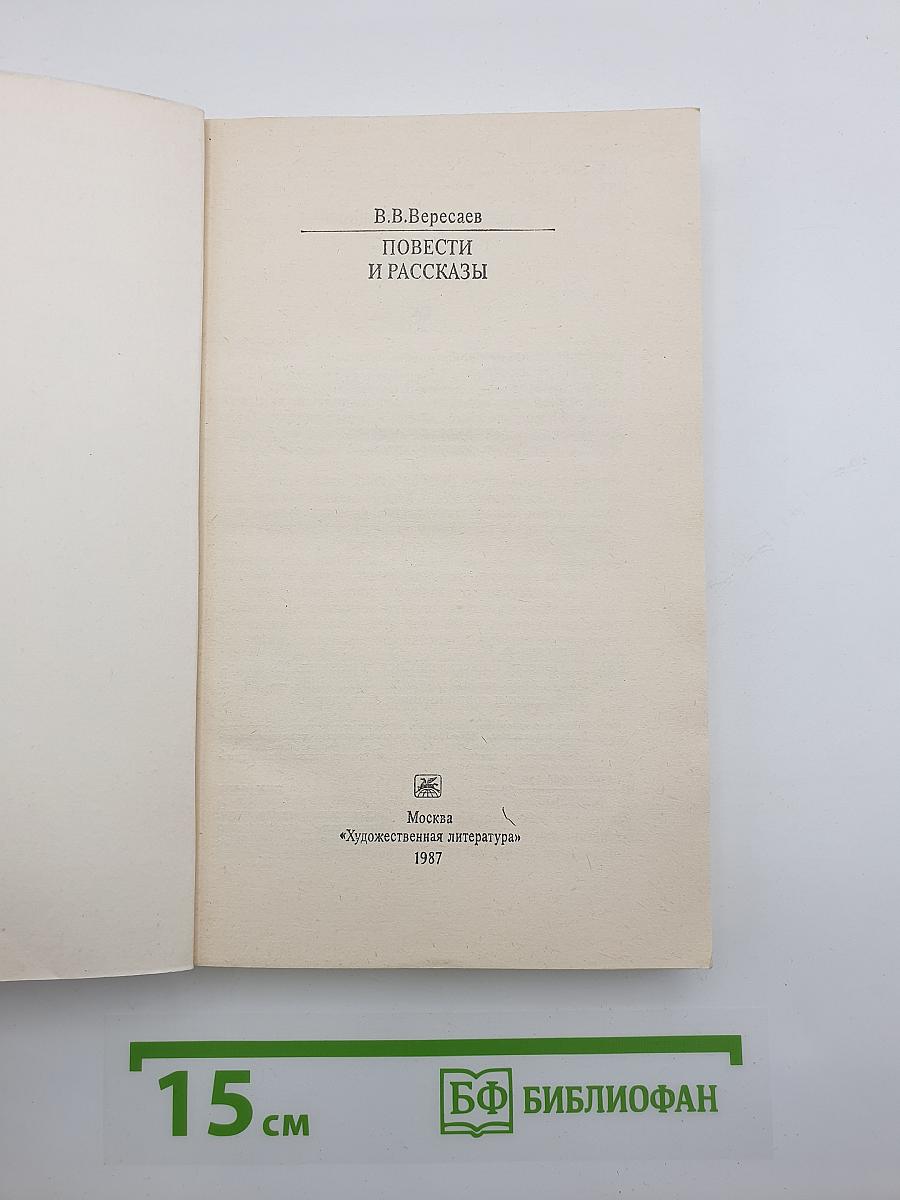 В.В.Вересаев
ПОВЕСТИ
И РАССКАЗЫ
Москва
«Художественная литература»
1987
15 см
БФ БИБЛИОФАН